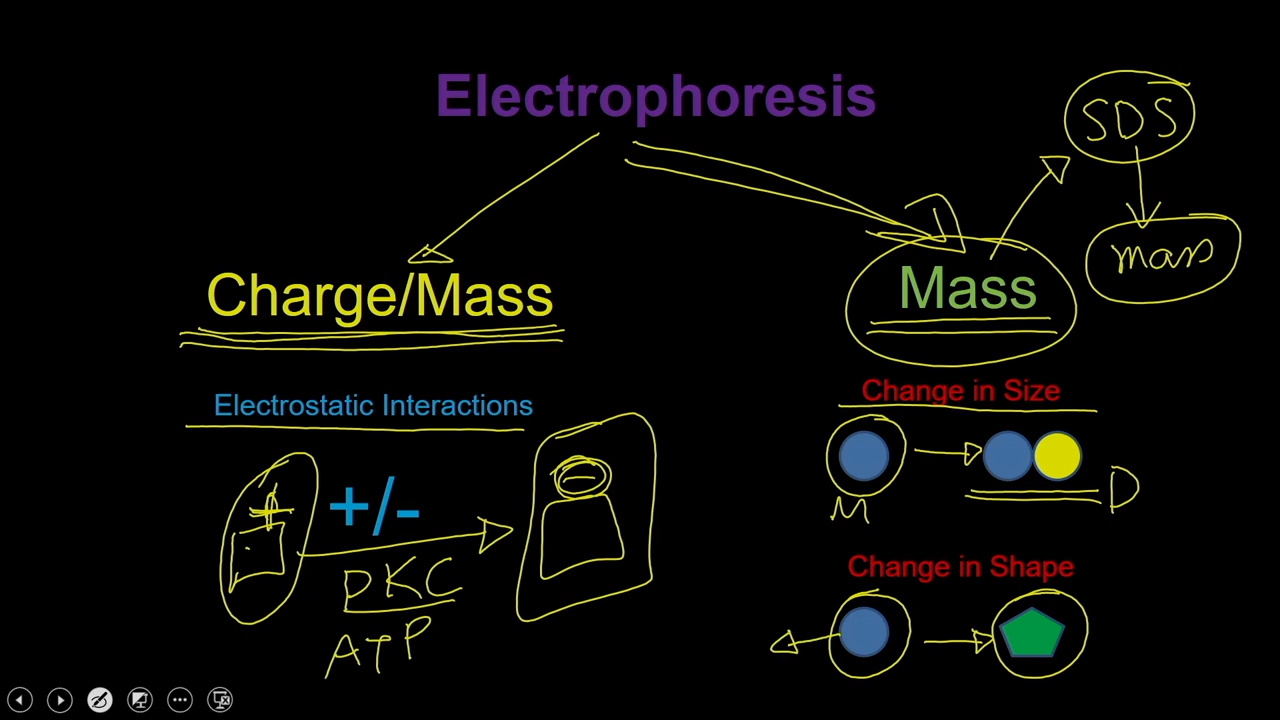 Electrophoresis
SDS
mass
Charge/Mass
Mass
Electrostatic Interactions
+
+/-
-
PKC
ATP
Change in Size
M
D
Change in Shape